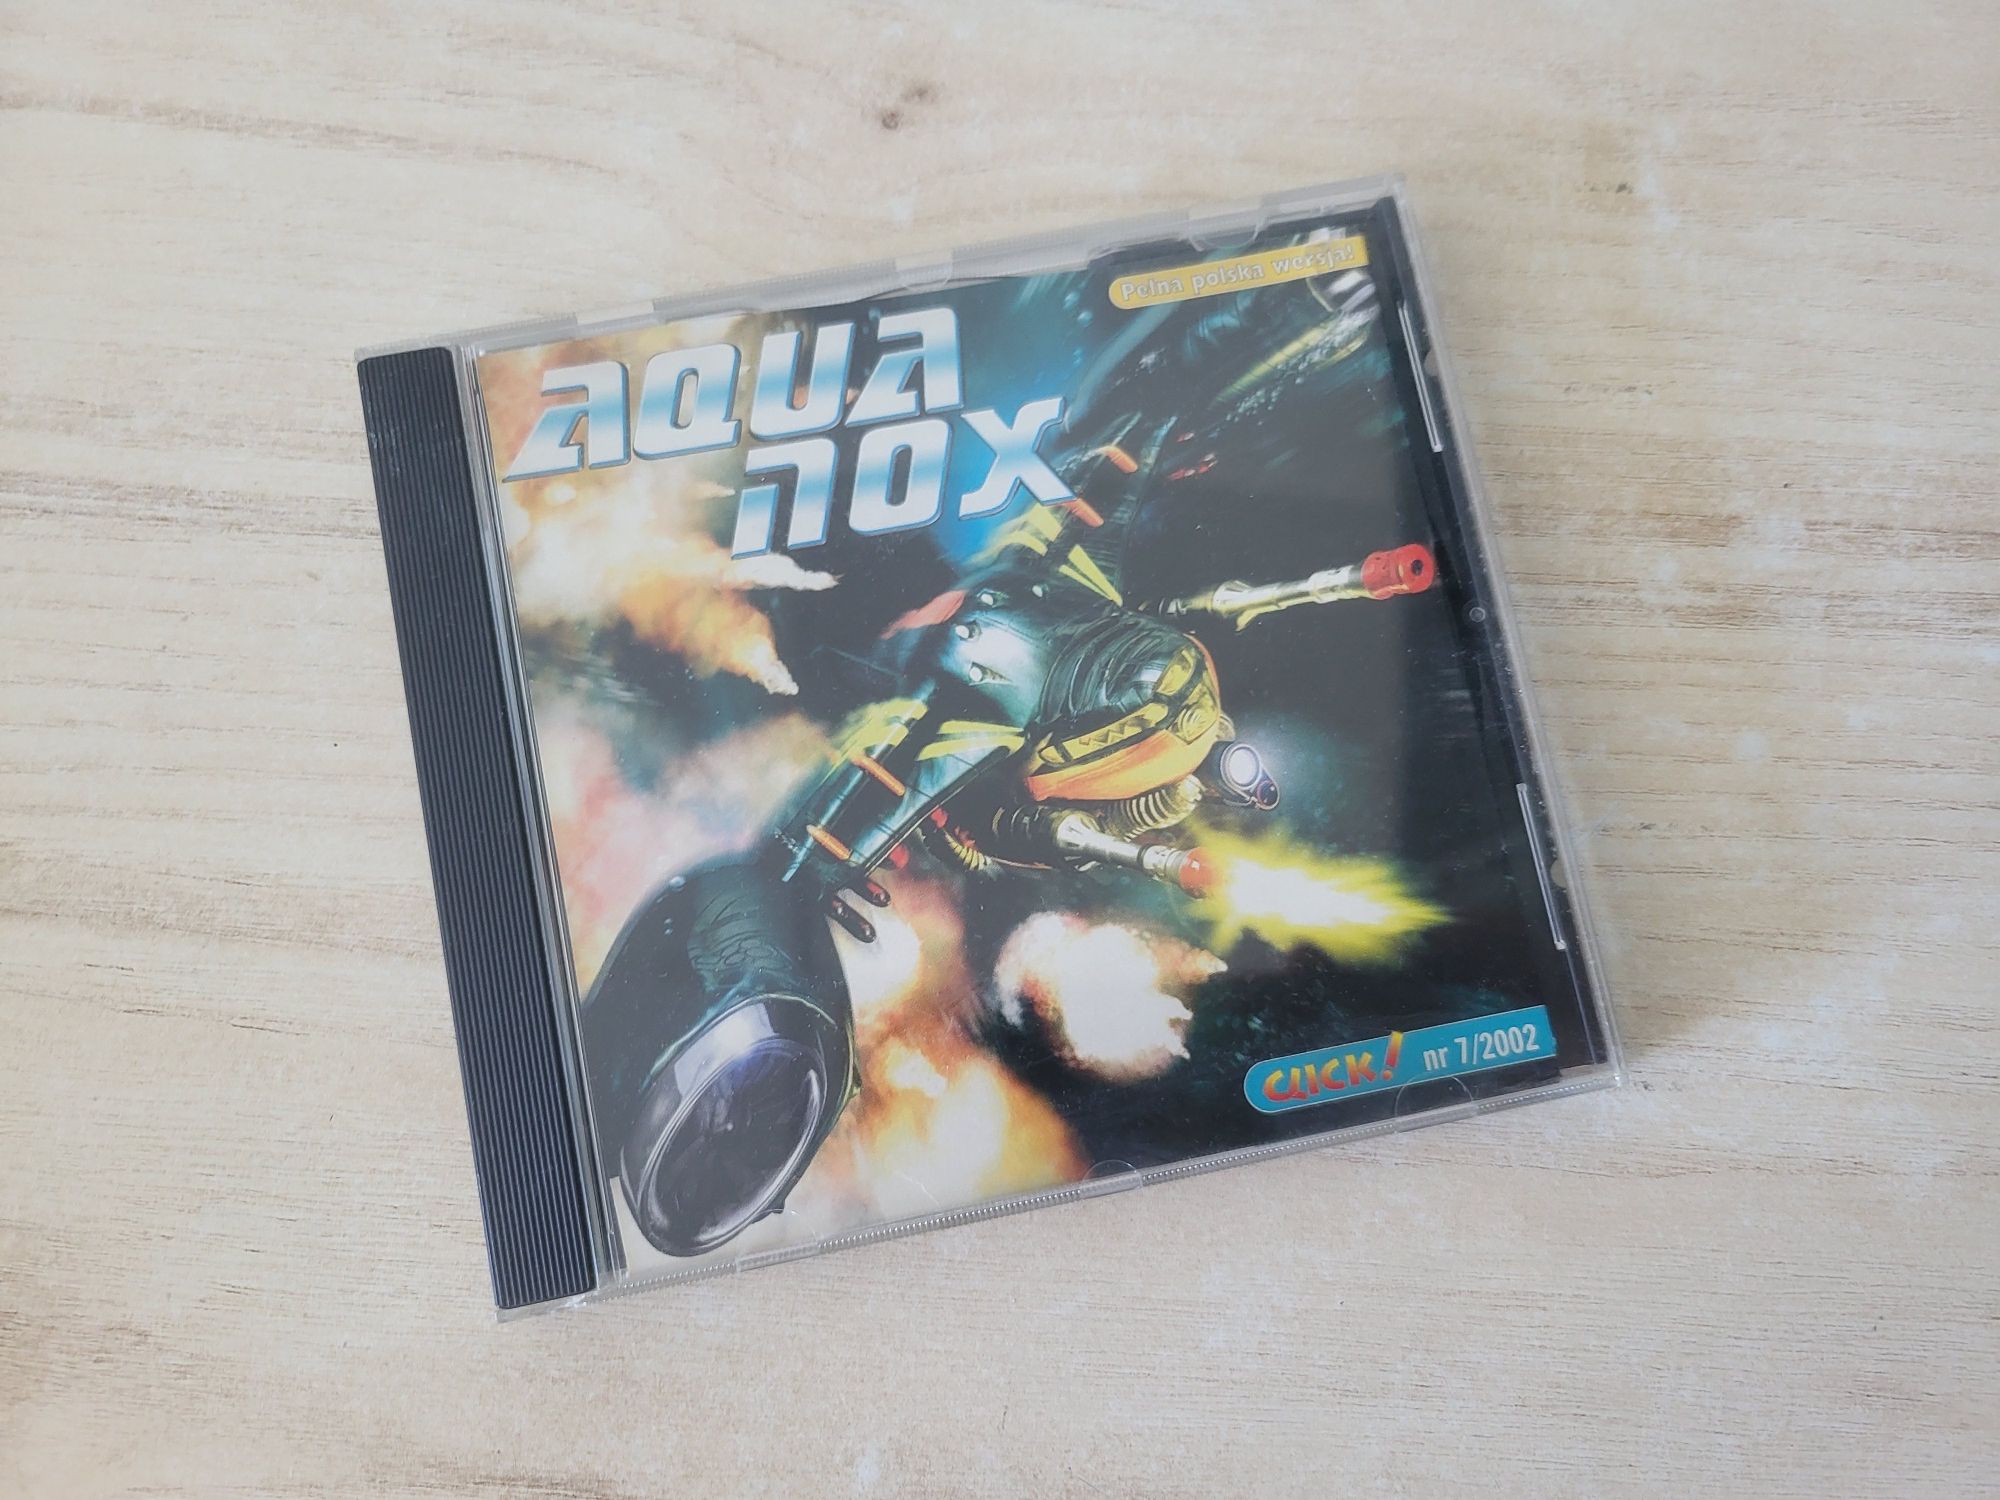 Pełna polska wersja!
AQUA
NOX
CLICK! nr 7/2002